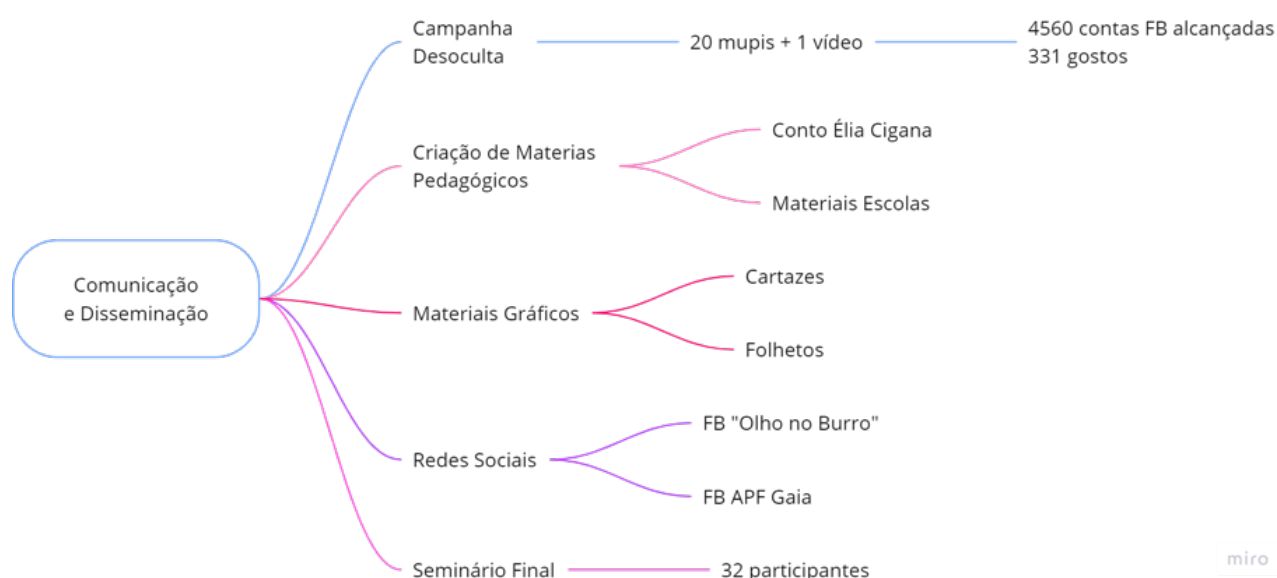 Comunicação
e Disseminação
Campanha
Desoculta
20 mupis + 1 vídeo
4560 contas FB alcançadas
331 gostos
Criação de Materias
Pedagógicos
Conto Élia Cigana
Materiais Escolas
Materiais Gráficos
Cartazes
Folhetos
Redes Sociais
FB "Olho no Burro"
FB APF Gaia
Seminário Final
32 participantes
miro